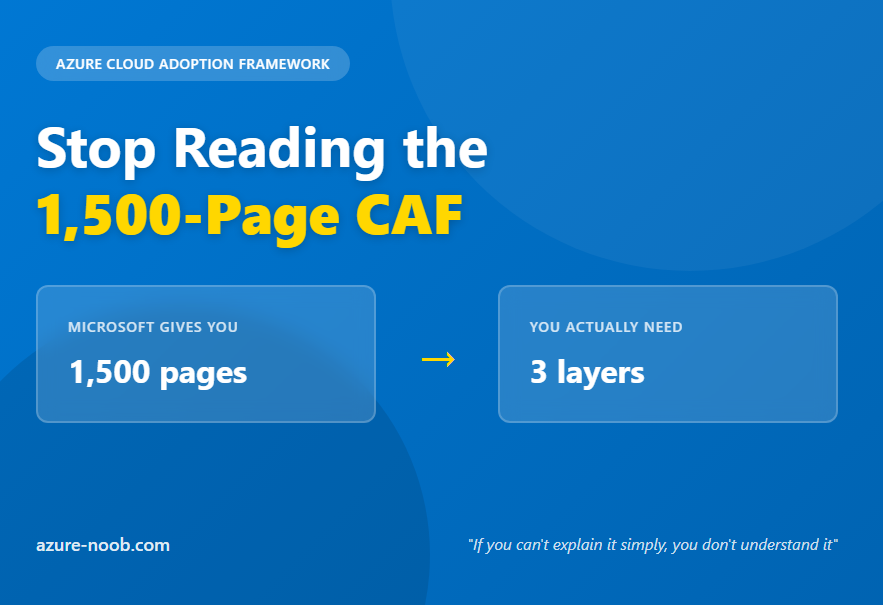 AZURE CLOUD ADOPTION FRAMEWORK
Stop Reading the
1,500-Page CAF
MICROSOFT GIVES YOU
1,500 pages
→
YOU ACTUALLY NEED
3 layers
azure-noob.com
"If you can't explain it simply, you don't understand it"